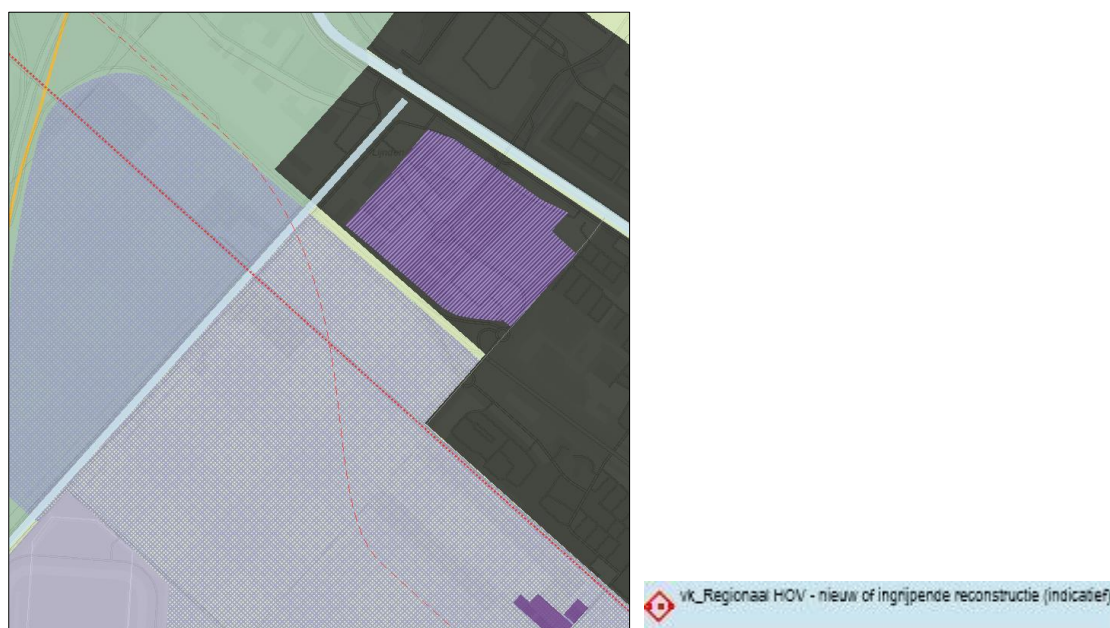 vk_Regionaal HOV - nieuw of ingrijpende reconstructie (indicatief)